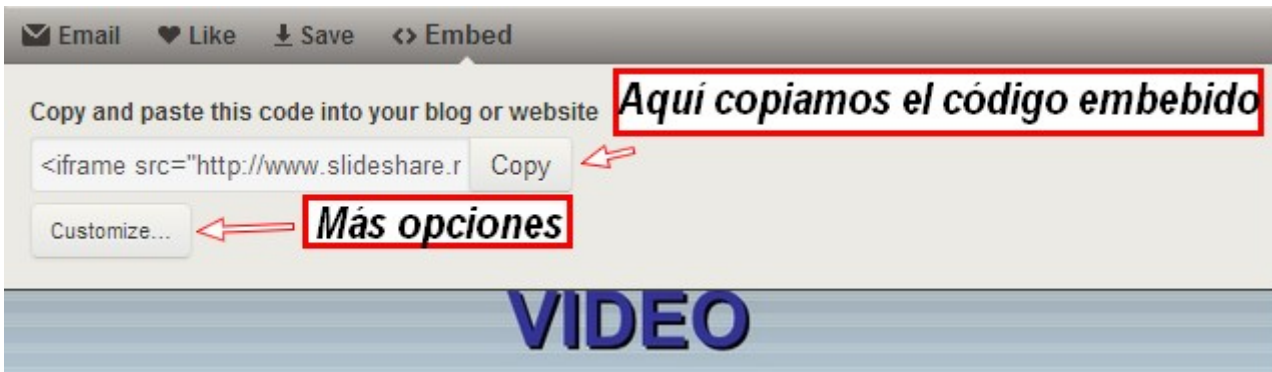 Email Like Save Embed
Copy and paste this code into your blog or website
Aquí copiamos el código embebido
<iframe src="http://www.slideshare.r Copy
Customize...
Más opciones
VIDEO